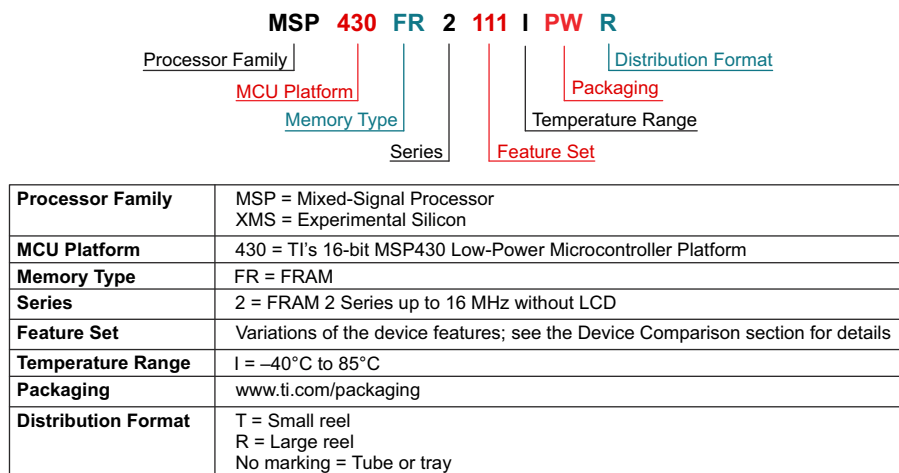 MSP 430 FR 2 111 I PW R
Processor Family
Distribution Format
MCU Platform
Packaging
Memory Type
Temperature Range
Series
Feature Set
Processor Family MSP = Mixed-Signal Processor
XMS = Experimental Silicon
MCU Platform 430 = TI's 16-bit MSP430 Low-Power Microcontroller Platform
Memory Type FR = FRAM
Series 2 = FRAM 2 Series up to 16 MHz without LCD
Feature Set Variations of the device features; see the Device Comparison section for details
Temperature Range I = –40°C to 85°C
Packaging www.ti.com/packaging
Distribution Format T = Small reel
R = Large reel
No marking = Tube or tray